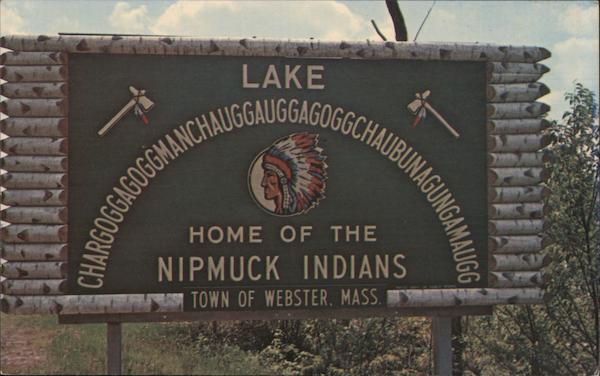 LAKE
CHARGOGGAGOGGMANCHAUGGAUGGAGOGGCHAUBUNAGUNGAMAUGG
HOME OF THE
NIPMUCK INDIANS
TOWN OF WEBSTER, MASS.